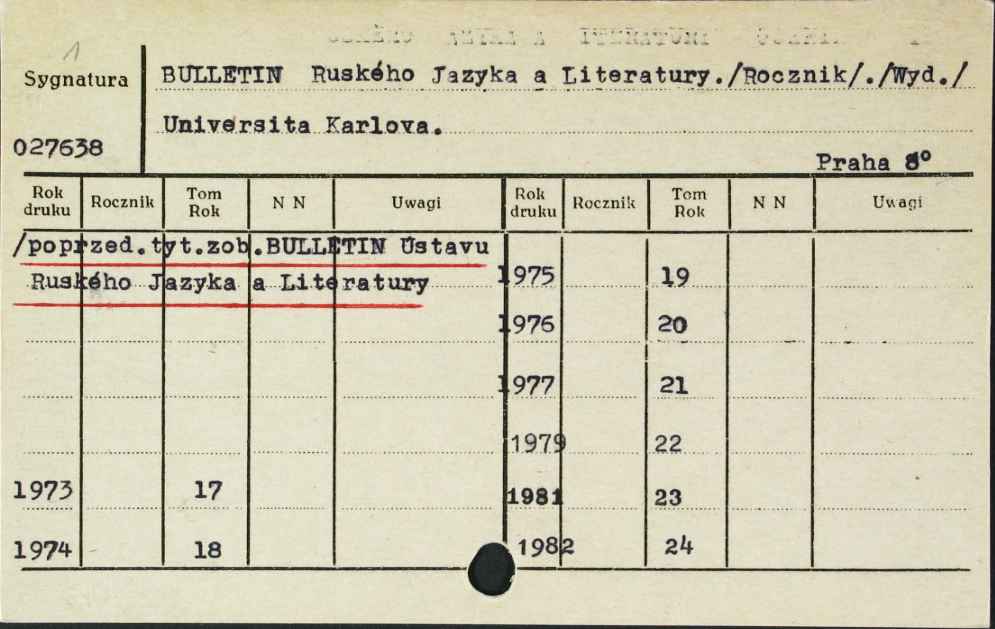 1
Sygnatura
BULLETIN Ruského Jazyka a Literatury./Rocznik/./Wyd./
Universita Karlova.
027638
Praha 8°
Rok druku Rocznik Tom Rok N N Uwagi Rok druku Rocznik Tom Rok N N Uwagi
/poprzed.tyt.zob.BULLETIN Ústavu
Ruského Jazyka a Literatury
1975 19
1976 20
1977 21
1979 22
1973 17 1981 23
1974 18 1982 24